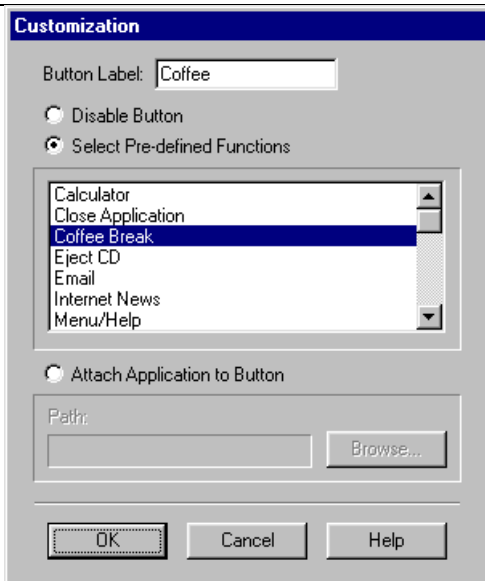 Customization
Button Label: Coffee
Disable Button
Select Pre-defined Functions
Calculator
Close Application
Coffee Break
Eject CD
Email
Internet News
Menu/Help
Attach Application to Button
Path:
Browse...
OK Cancel Help